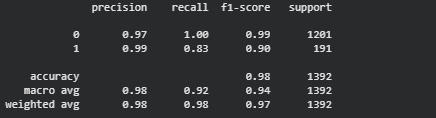 precision recall f1-score support
0 0.97 1.00 0.99 1201
1 0.99 0.83 0.90 191
accuracy 0.98 1392
macro avg 0.98 0.92 0.94 1392
weighted avg 0.98 0.98 0.97 1392